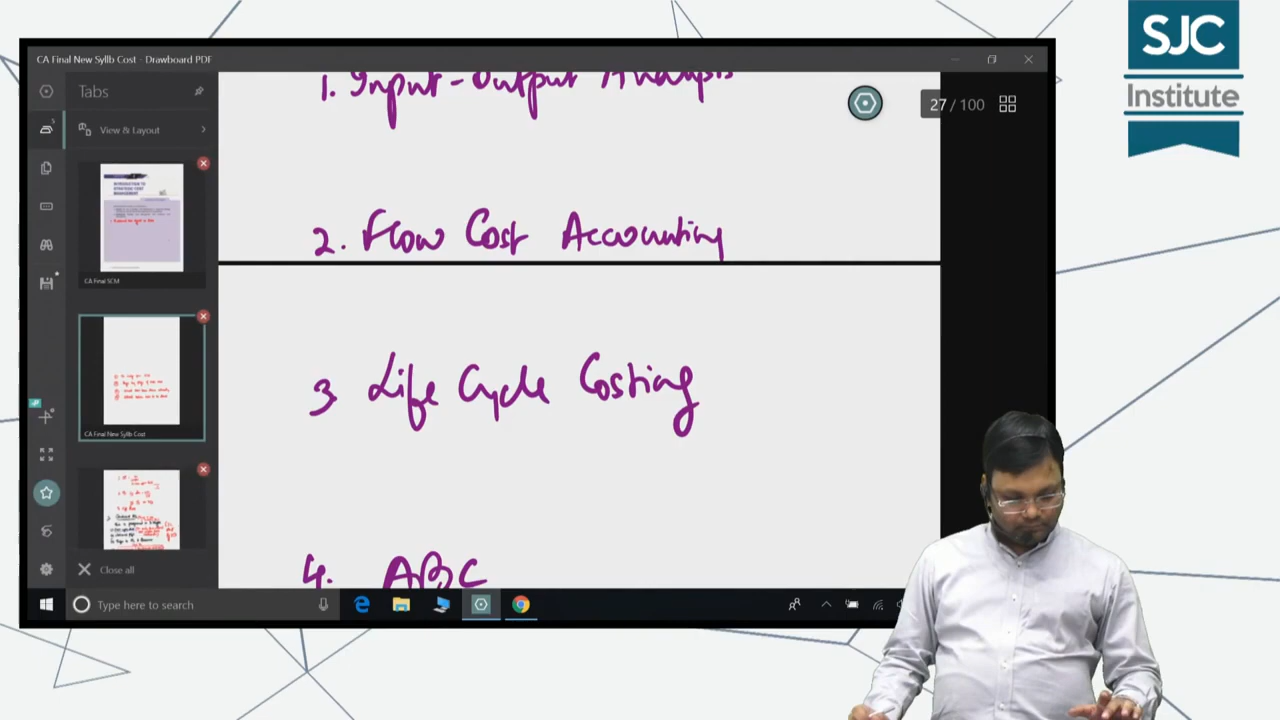 SJC
Institute
CA Final New Syllb Cost - Drawboard PDF
Tabs
View & Layout
CA Final SCM
CA Final New Syllb Cost
Close all
27 / 100
1. Input-Output Analysis
2. Flow Cost Accounting
3 Life Cycle Costing
4. ABC
Type here to search